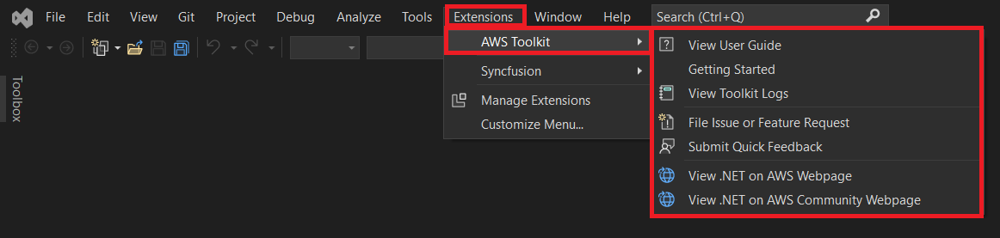 File Edit View Git Project Debug Analyze Tools Extensions Window Help Search (Ctrl+Q)
Toolbox
AWS Toolkit
Syncfusion
Manage Extensions
Customize Menu...
View User Guide
Getting Started
View Toolkit Logs
File Issue or Feature Request
Submit Quick Feedback
View .NET on AWS Webpage
View .NET on AWS Community Webpage